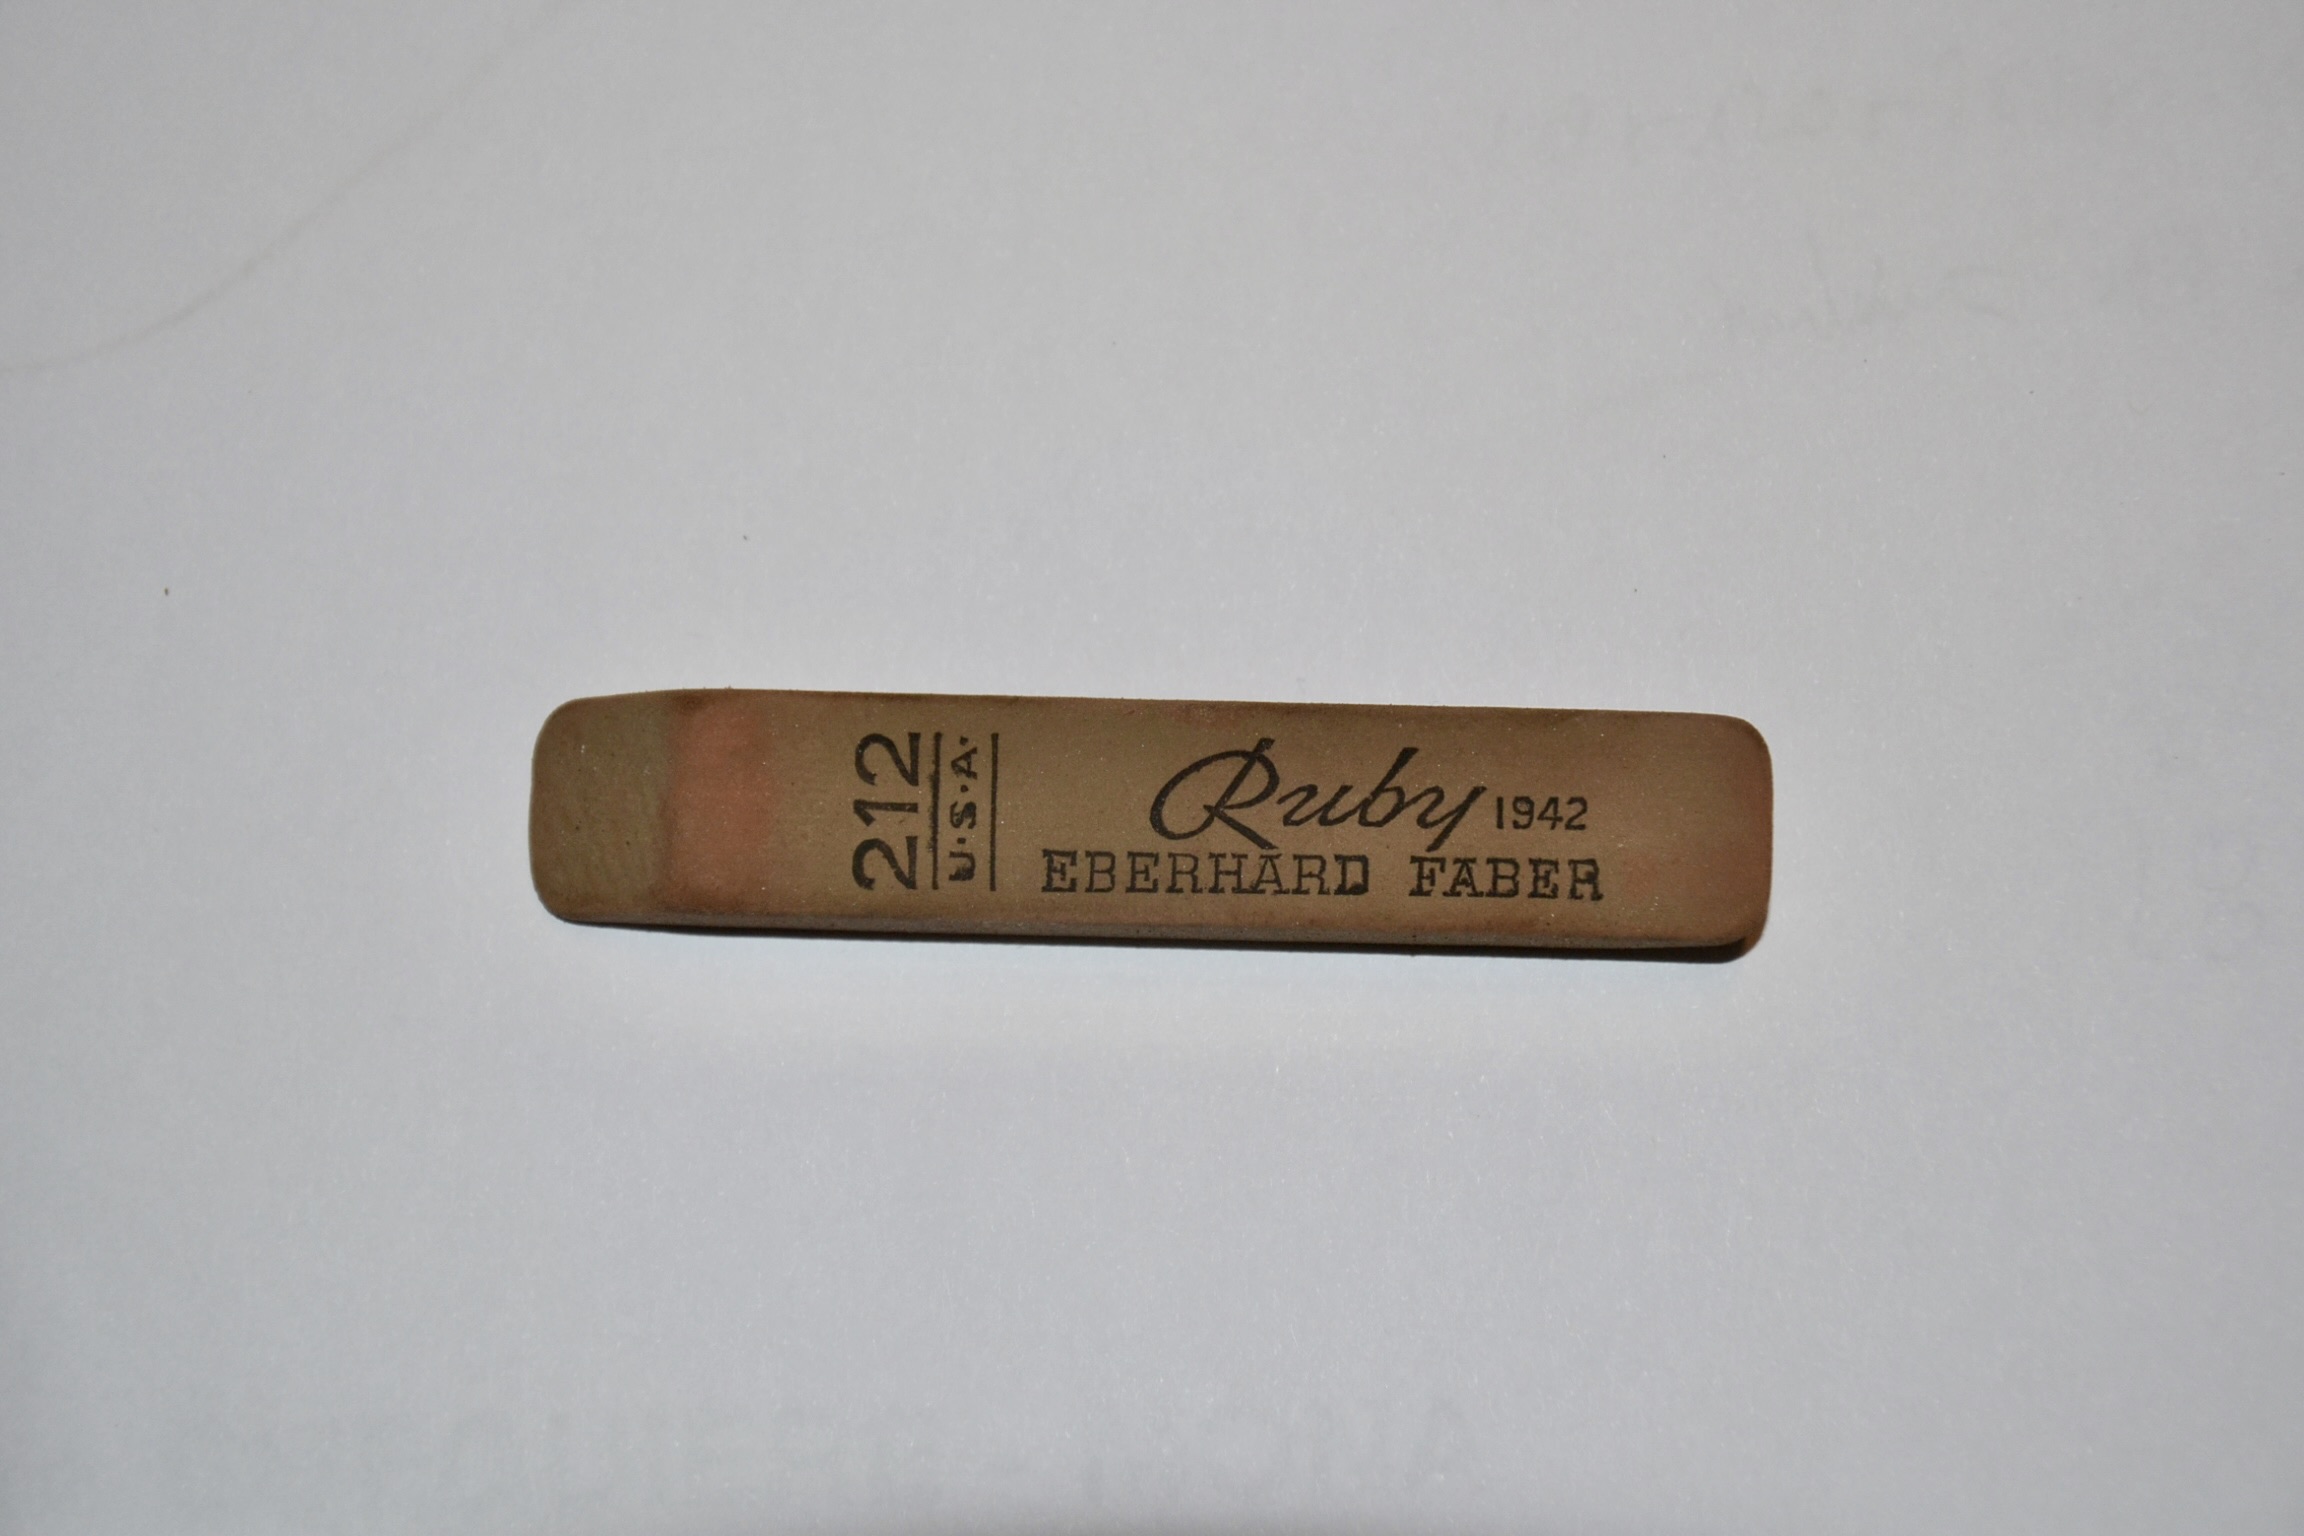 212
U.S.A.
Ruby 1942
EBERHARD FABER